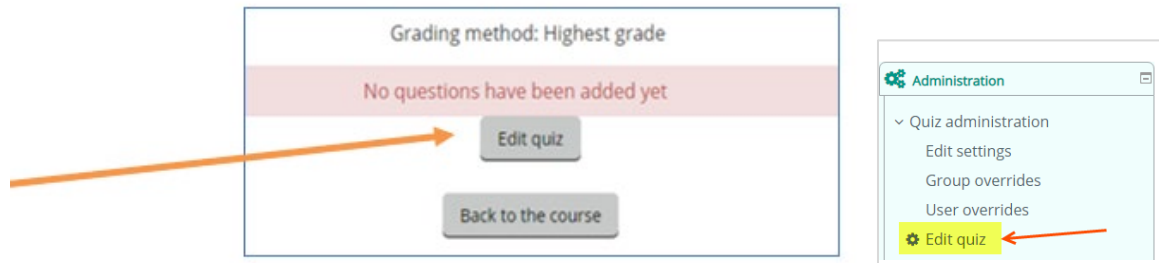 Grading method: Highest grade
No questions have been added yet
Edit quiz
Back to the course
Administration
Quiz administration
Edit settings
Group overrides
User overrides
Edit quiz